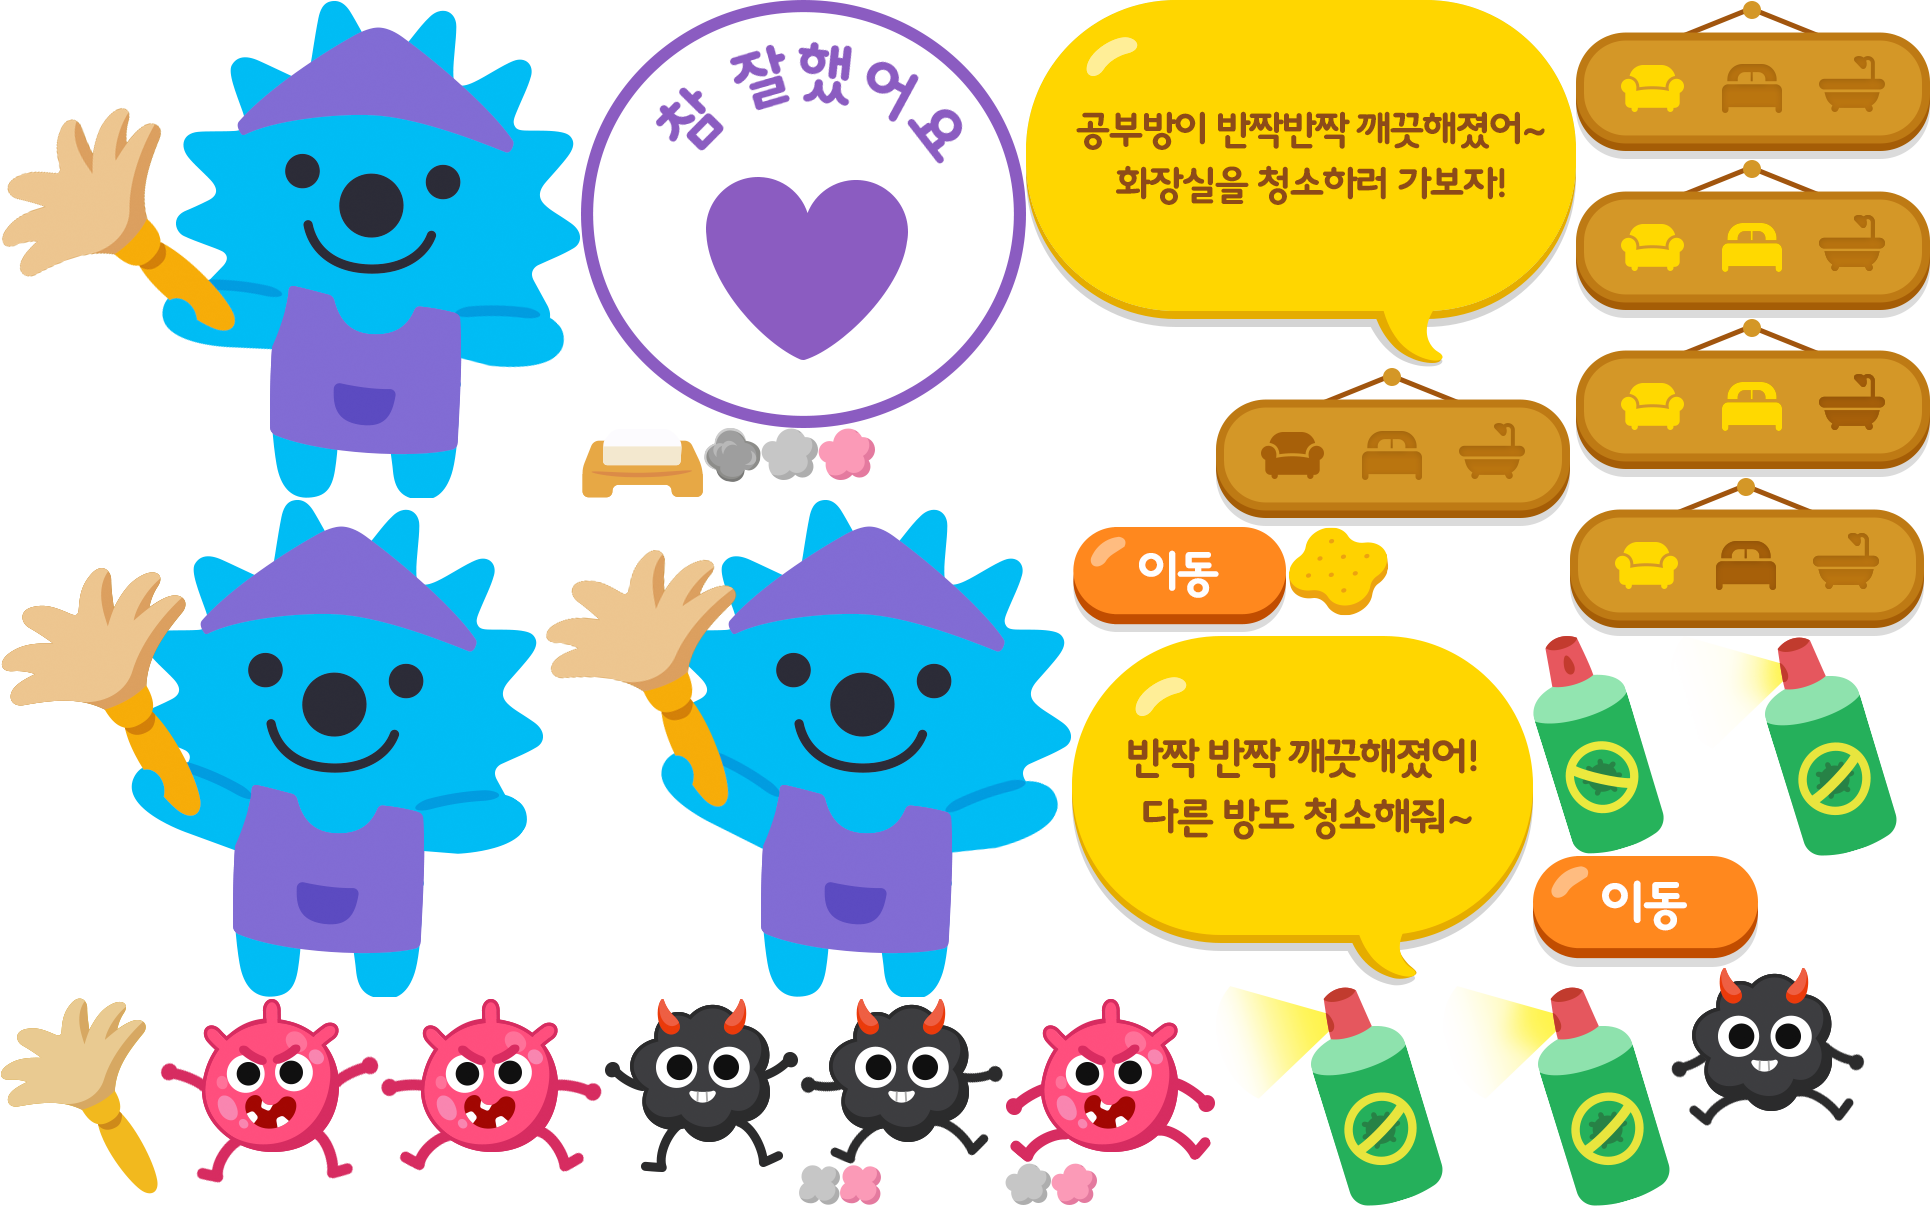 참 잘했어요
공부방이 반짝반짝 깨끗해졌어~
화장실을 청소하러 가보자!
이동
반짝 반짝 깨끗해졌어!
다른 방도 청소해줘~
이동